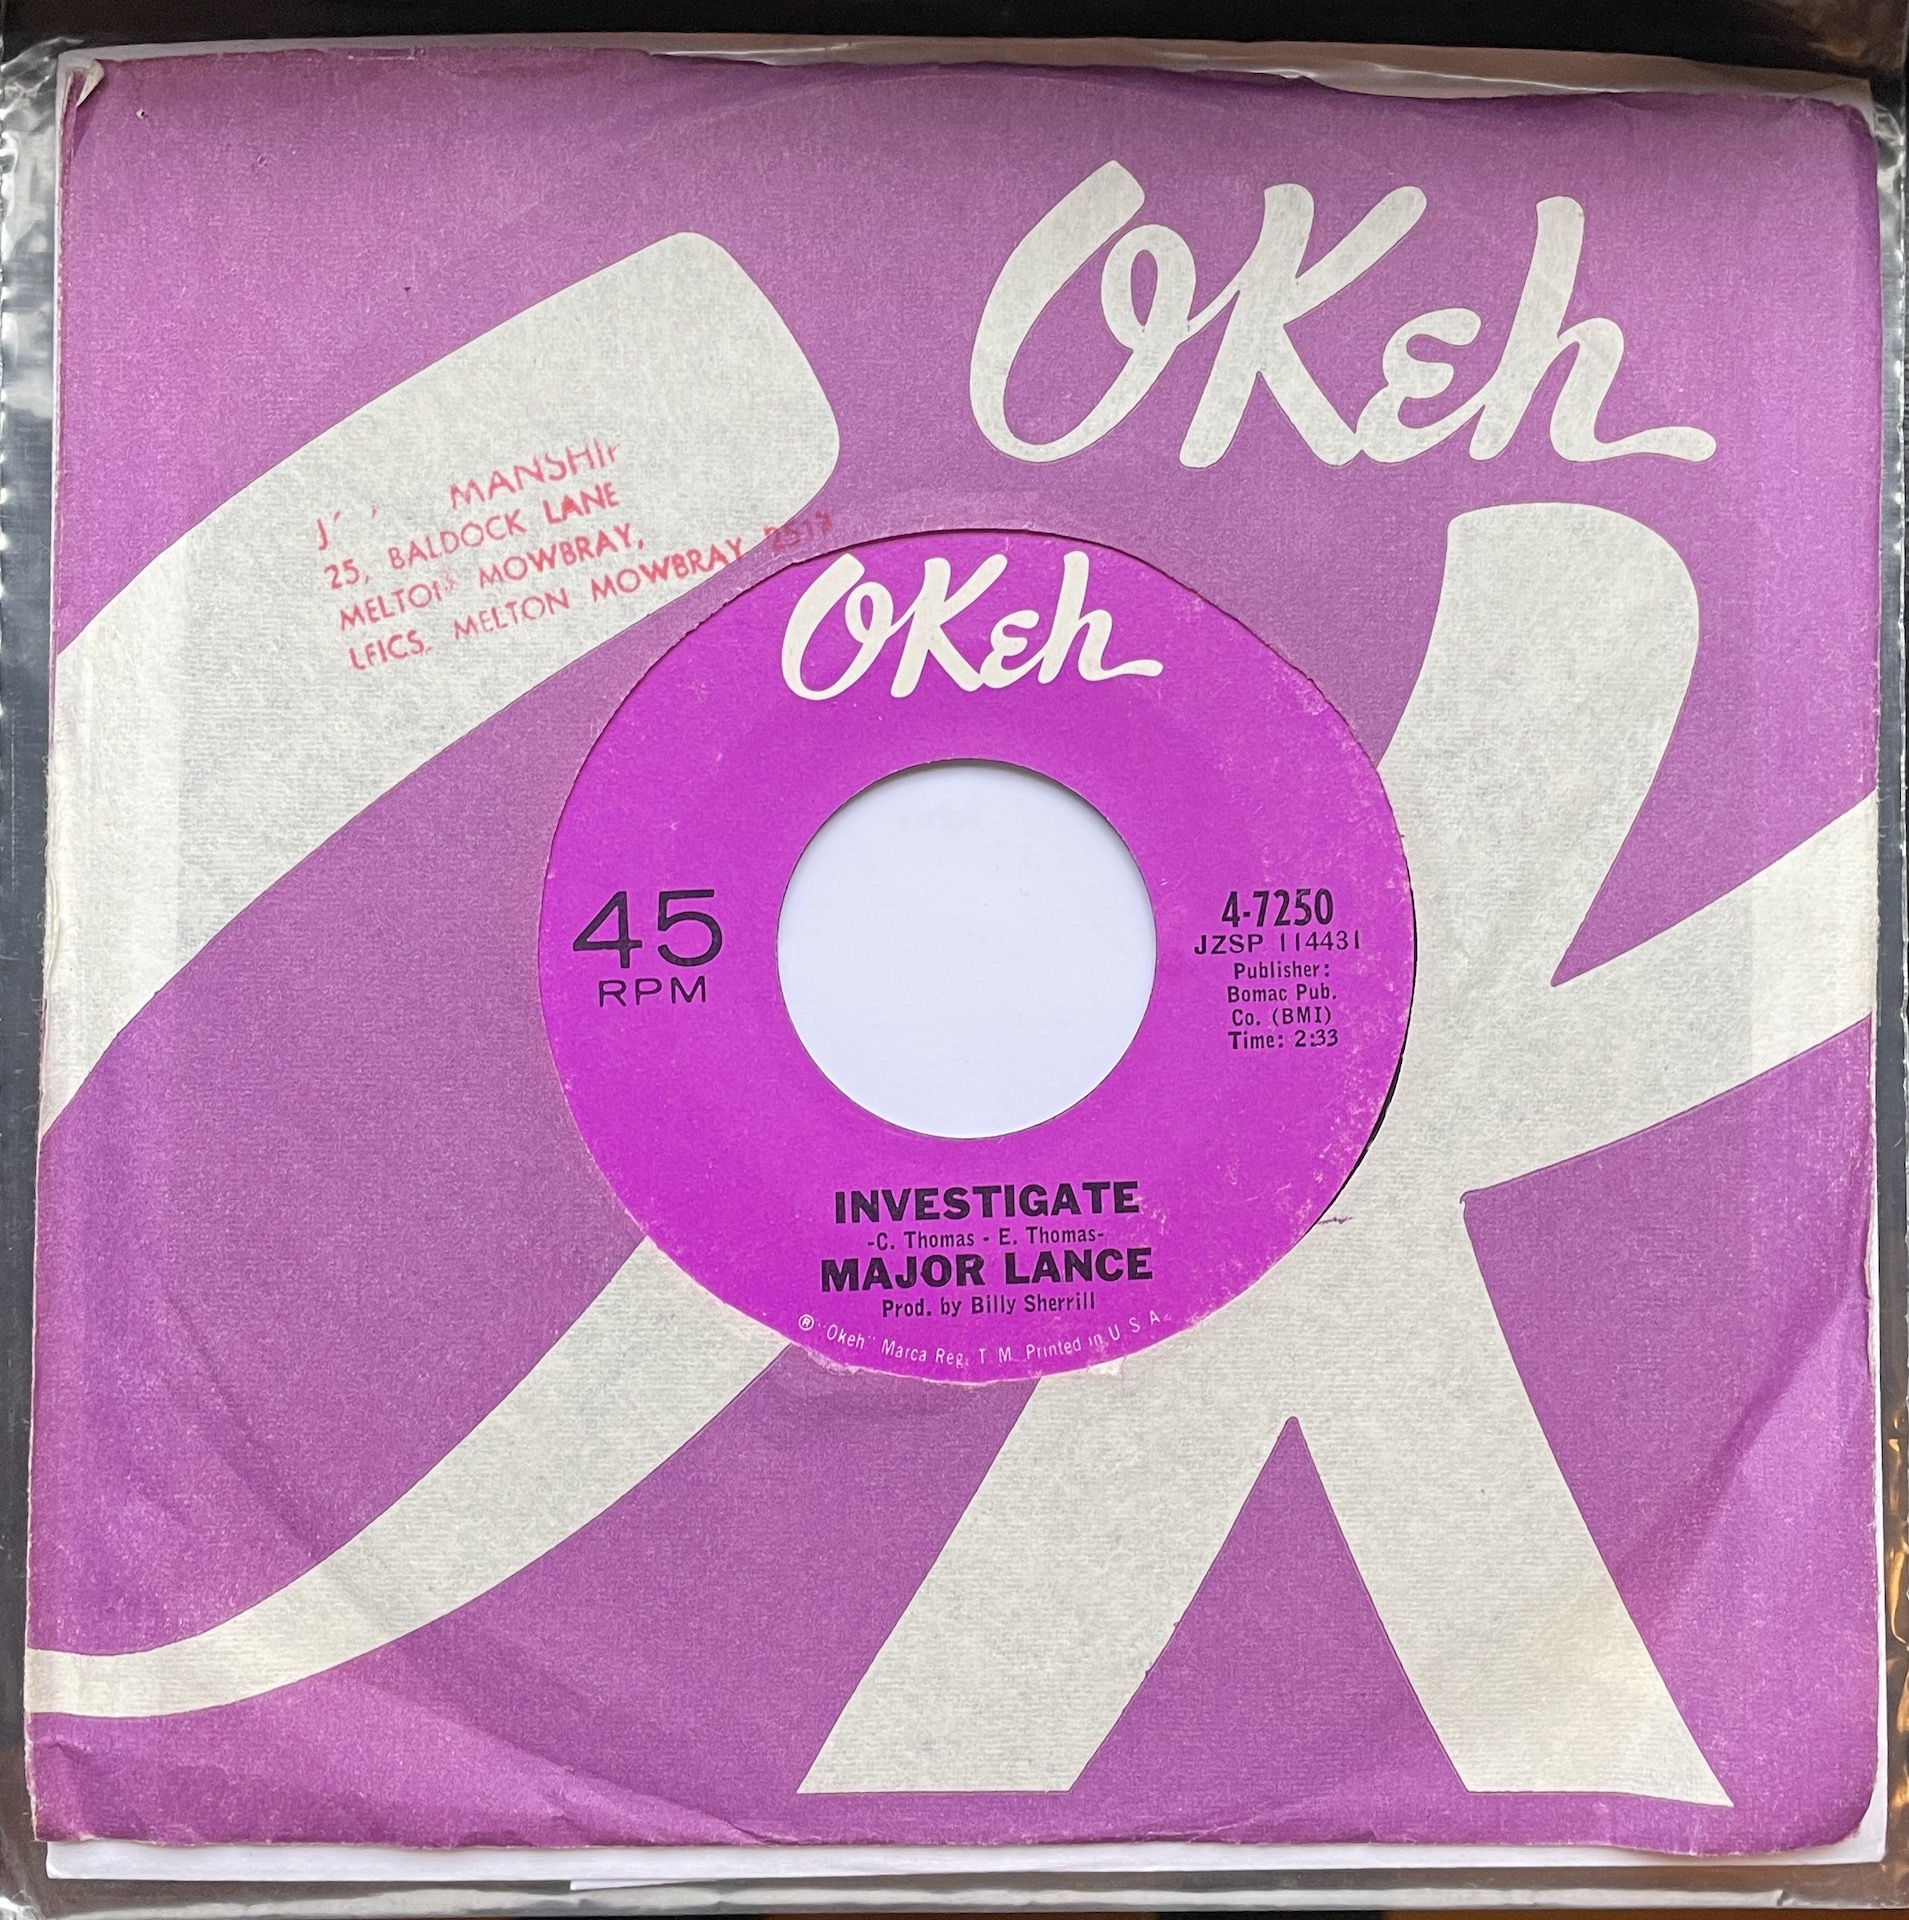 OKeh
MANSHIP
25, BALDOCK LANE
MELTON MOWBRAY,
LEICS. MELTON MOWBRAY
OKeh
45
RPM
4-7250
JZSP 114431
Publisher:
Bomac Pub.
Co. (BMI)
Time: 2:33
INVESTIGATE
-C. Thomas - E. Thomas-
MAJOR LANCE
Prod. by Billy Sherrill
® "Okeh" Marca Reg. T M Printed in U S A